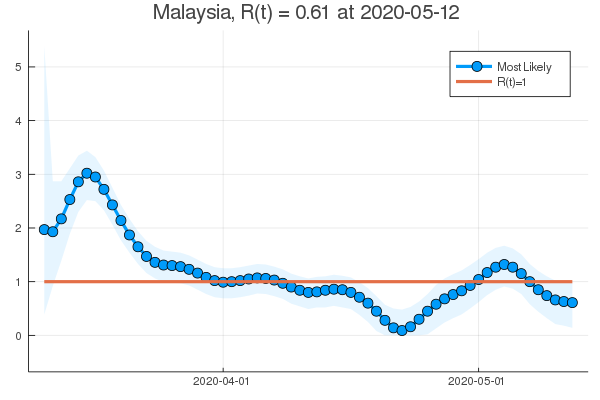 Malaysia, R(t) = 0.61 at 2020-05-12
Most Likely
R(t)=1
5
4
3
2
1
0
2020-04-01
2020-05-01